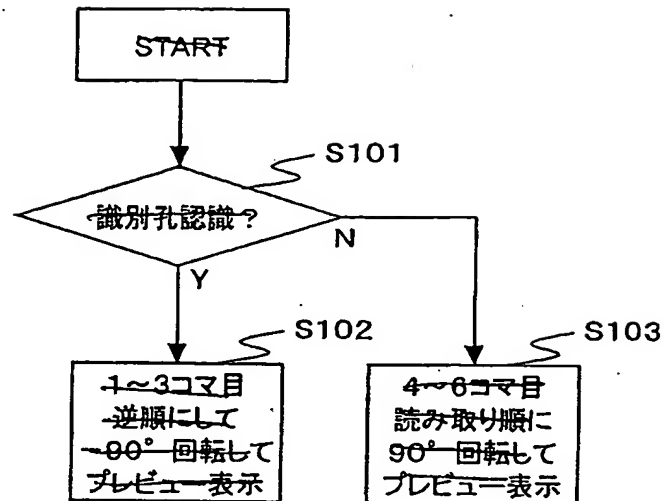 START
S101
識別孔認識？
N
Y
S102
S103
1～3コマ目
逆順にして
-90°回転して
プレビュー表示
4～6コマ目
読み取り順に
90°回転して
プレビュー表示